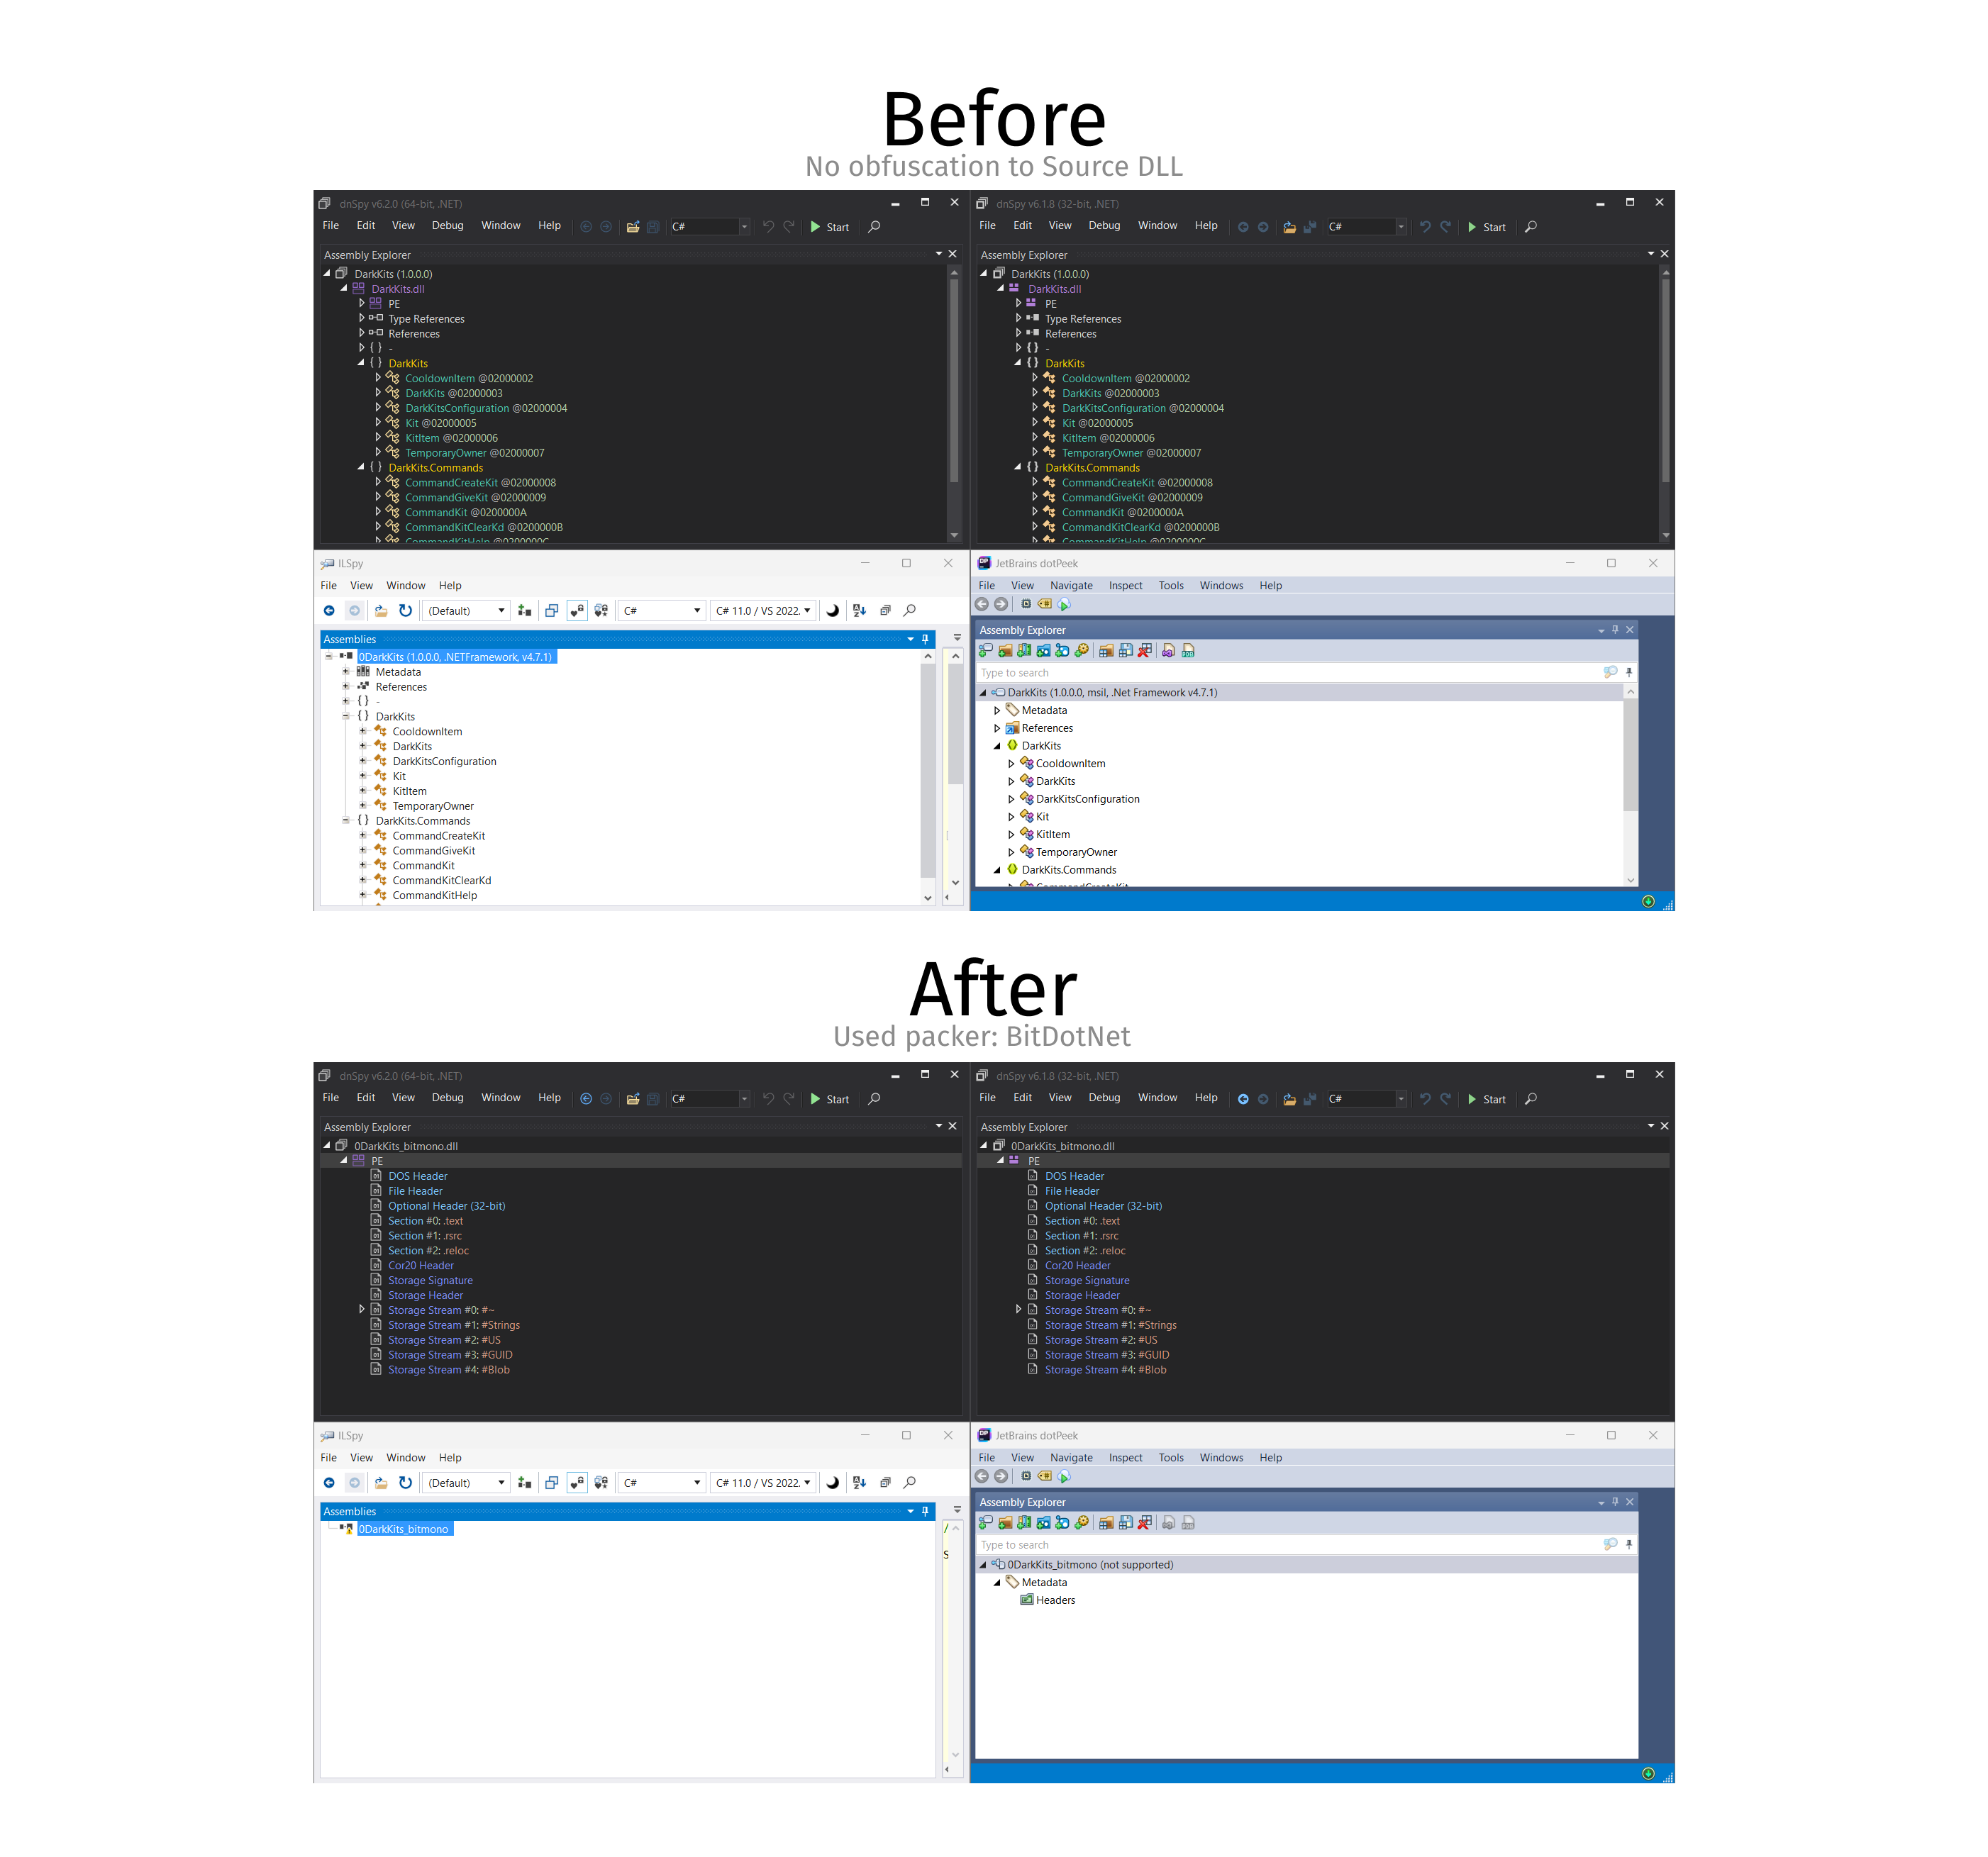 Before
No obfuscation to Source DLL
dnSpy v6.2.0 (64-bit, .NET)
File Edit View Debug Window Help C# Start
Assembly Explorer
DarkKits (1.0.0.0)
DarkKits.dll
PE
Type References
References
{ } -
{ } DarkKits
CooldownItem @02000002
DarkKits @02000003
DarkKitsConfiguration @02000004
Kit @02000005
KitItem @02000006
TemporaryOwner @02000007
{ } DarkKits.Commands
CommandCreateKit @02000008
CommandGiveKit @02000009
CommandKit @0200000A
CommandKitClearKd @0200000B
CommandKitHelp @0200000C
dnSpy v6.1.8 (32-bit, .NET)
File Edit View Debug Window Help C# Start
Assembly Explorer
DarkKits (1.0.0.0)
DarkKits.dll
PE
Type References
References
{ } -
{ } DarkKits
CooldownItem @02000002
DarkKits @02000003
DarkKitsConfiguration @02000004
Kit @02000005
KitItem @02000006
TemporaryOwner @02000007
{ } DarkKits.Commands
CommandCreateKit @02000008
CommandGiveKit @02000009
CommandKit @0200000A
CommandKitClearKd @0200000B
CommandKitHelp @0200000C
ILSpy
File View Window Help
(Default) C# C# 11.0 / VS 2022.
Assemblies
0DarkKits (1.0.0.0, .NETFramework, v4.7.1)
Metadata
References
{ } -
{ } DarkKits
CooldownItem
DarkKits
DarkKitsConfiguration
Kit
KitItem
TemporaryOwner
{ } DarkKits.Commands
CommandCreateKit
CommandGiveKit
CommandKit
CommandKitClearKd
CommandKitHelp
JetBrains dotPeek
File View Navigate Inspect Tools Windows Help
Assembly Explorer
Type to search
DarkKits (1.0.0.0, msil, .Net Framework v4.7.1)
Metadata
References
DarkKits
CooldownItem
DarkKits
DarkKitsConfiguration
Kit
KitItem
TemporaryOwner
DarkKits.Commands
CommandCreateKit
After
Used packer: BitDotNet
dnSpy v6.2.0 (64-bit, .NET)
File Edit View Debug Window Help C# Start
Assembly Explorer
0DarkKits_bitmono.dll
PE
DOS Header
File Header
Optional Header (32-bit)
Section #0: .text
Section #1: .rsrc
Section #2: .reloc
Cor20 Header
Storage Signature
Storage Header
Storage Stream #0: #~
Storage Stream #1: #Strings
Storage Stream #2: #US
Storage Stream #3: #GUID
Storage Stream #4: #Blob
dnSpy v6.1.8 (32-bit, .NET)
File Edit View Debug Window Help C# Start
Assembly Explorer
0DarkKits_bitmono.dll
PE
DOS Header
File Header
Optional Header (32-bit)
Section #0: .text
Section #1: .rsrc
Section #2: .reloc
Cor20 Header
Storage Signature
Storage Header
Storage Stream #0: #~
Storage Stream #1: #Strings
Storage Stream #2: #US
Storage Stream #3: #GUID
Storage Stream #4: #Blob
ILSpy
File View Window Help
(Default) C# C# 11.0 / VS 2022.
Assemblies
0DarkKits_bitmono
/
S
JetBrains dotPeek
File View Navigate Inspect Tools Windows Help
Assembly Explorer
Type to search
0DarkKits_bitmono (not supported)
Metadata
Headers